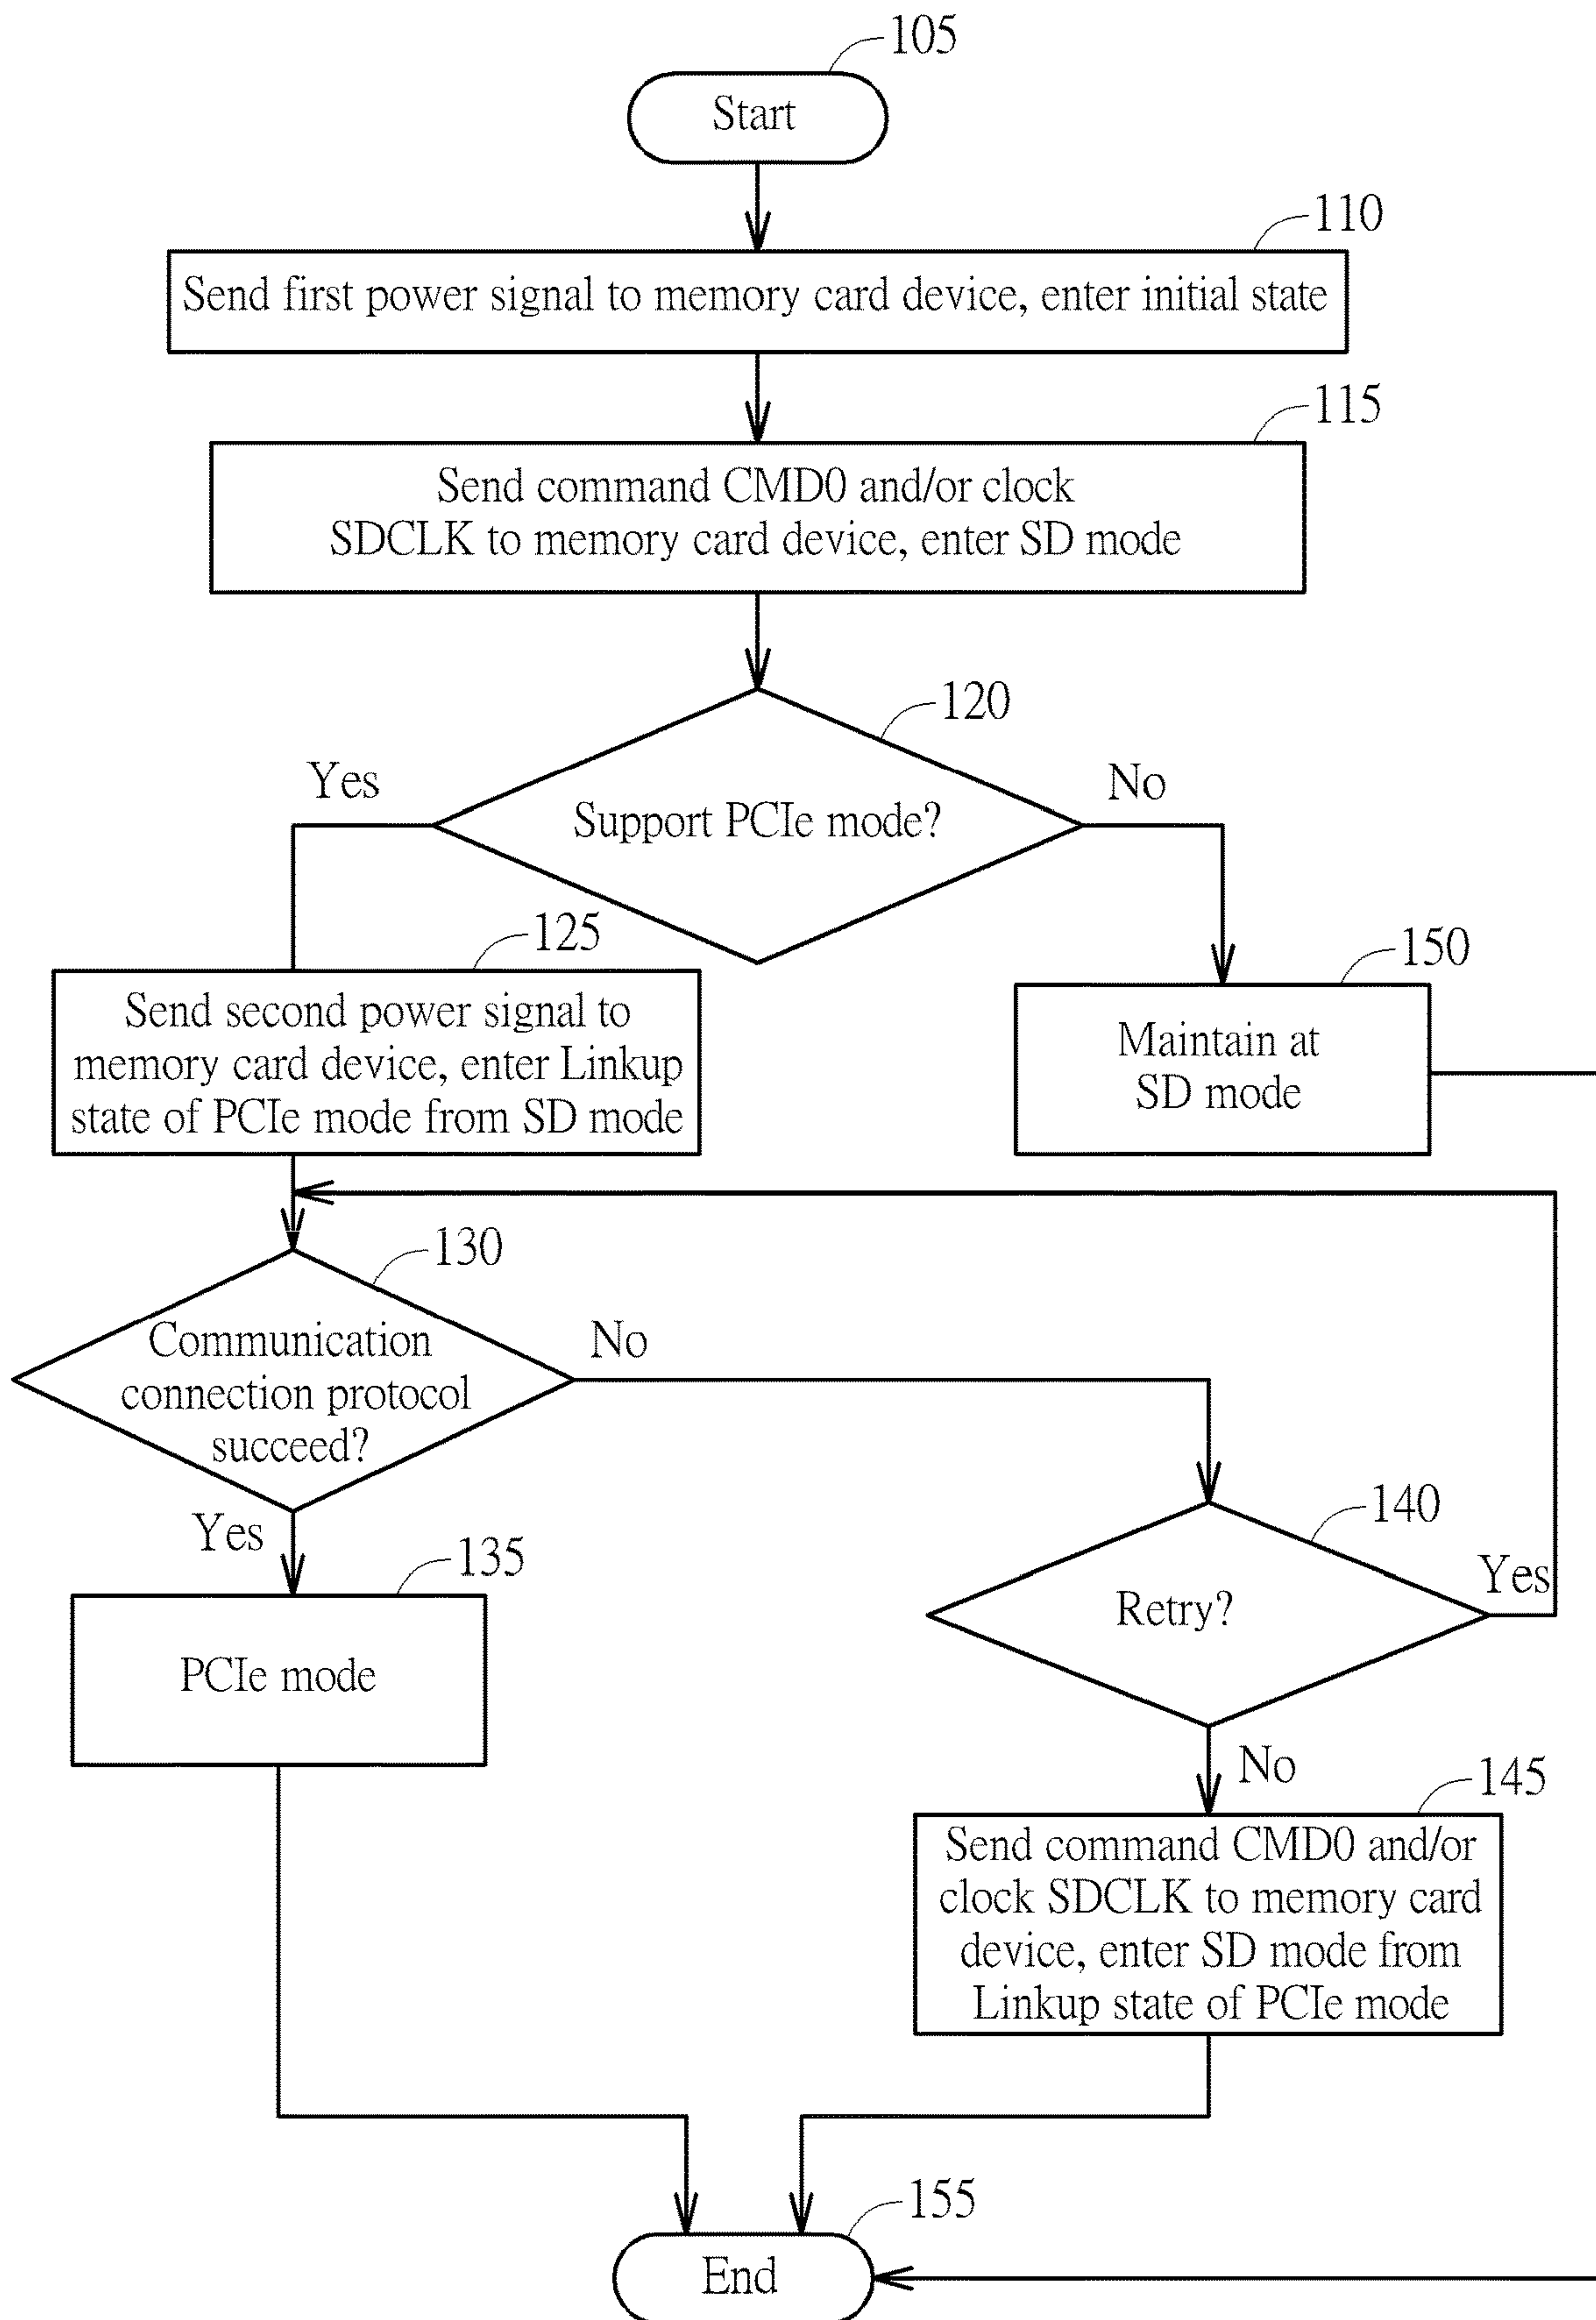 105
Start
110
Send first power signal to memory card device, enter initial state
115
Send command CMD0 and/or clock
SDCLK to memory card device, enter SD mode
120
Yes
No
Support PCIe mode?
125
150
Send second power signal to
memory card device, enter Linkup
state of PCIe mode from SD mode
Maintain at
SD mode
130
Communication
connection protocol
succeed?
No
140
Yes
135
Yes
Retry?
PCIe mode
No
145
Send command CMD0 and/or
clock SDCLK to memory card
device, enter SD mode from
Linkup state of PCIe mode
155
End